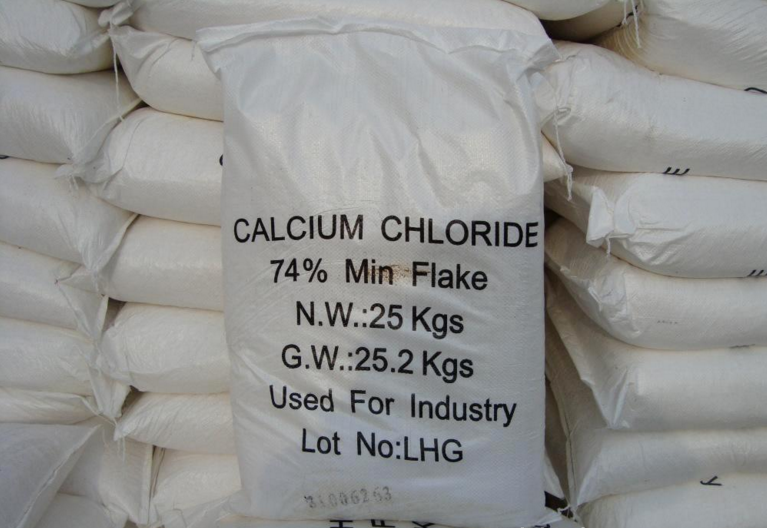 CALCIUM CHLORIDE
74% Min Flake
N.W.:25 Kgs
G.W.:25.2 Kgs
Used For Industry
Lot No:LHG